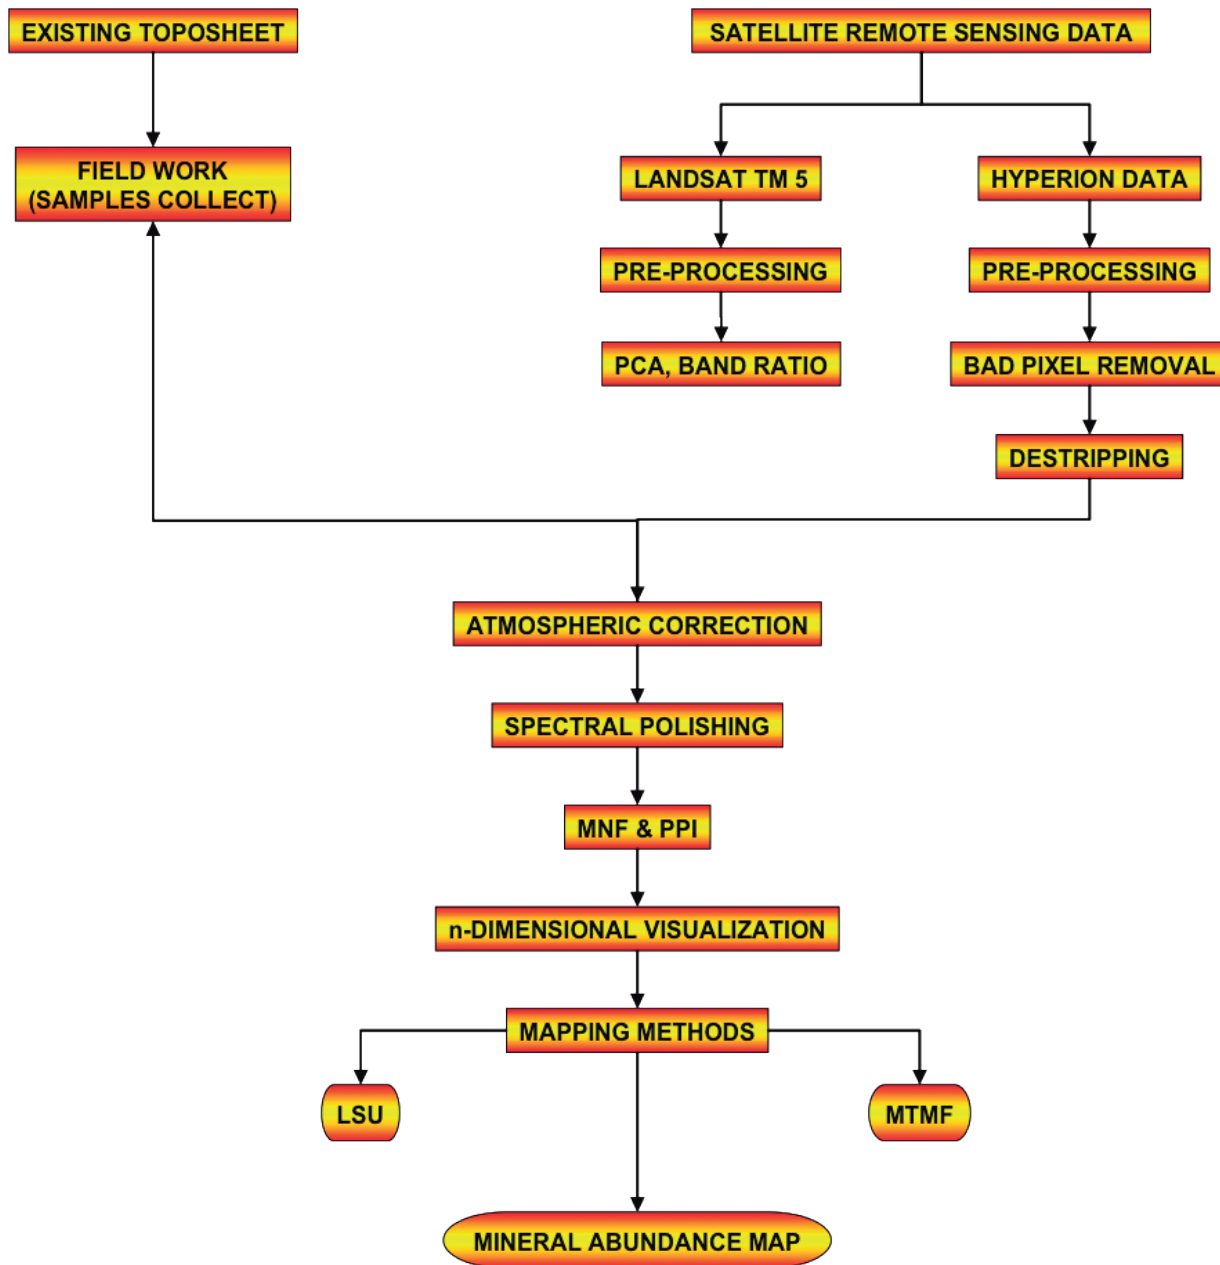 EXISTING TOPOSHEET
SATELLITE REMOTE SENSING DATA
FIELD WORK
(SAMPLES COLLECT)
LANDSAT TM 5
HYPERION DATA
PRE-PROCESSING
PRE-PROCESSING
PCA, BAND RATIO
BAD PIXEL REMOVAL
DESTRIPPING
ATMOSPHERIC CORRECTION
SPECTRAL POLISHING
MNF & PPI
n-DIMENSIONAL VISUALIZATION
MAPPING METHODS
LSU
MTMF
MINERAL ABUNDANCE MAP